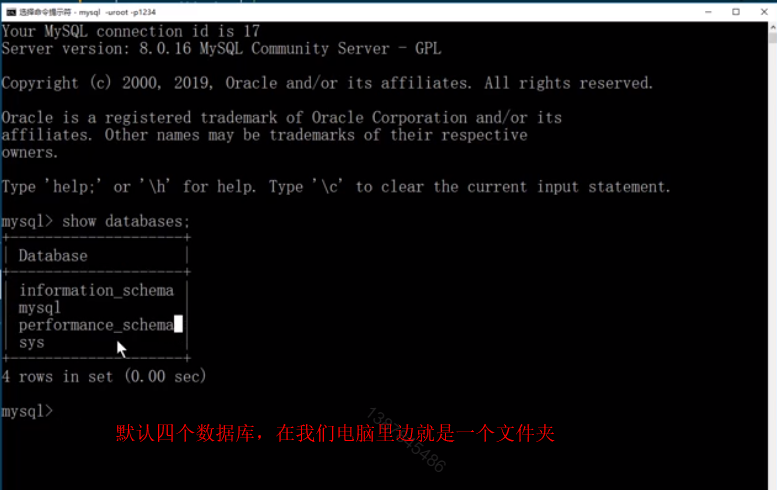 选择命令提示符 - mysql  -uroot -p1234
Your MySQL connection id is 17
Server version: 8.0.16 MySQL Community Server - GPL
Copyright (c) 2000, 2019, Oracle and/or its affiliates. All rights reserved.
Oracle is a registered trademark of Oracle Corporation and/or its
affiliates. Other names may be trademarks of their respective
owners.
Type 'help;' or '\h' for help. Type '\c' to clear the current input statement.
mysql> show databases;
+--------------------+
| Database           |
+--------------------+
| information_schema |
| mysql              |
| performance_schema |
| sys                |
+--------------------+
4 rows in set (0.00 sec)
mysql>
默认四个数据库，在我们电脑里边就是一个文件夹